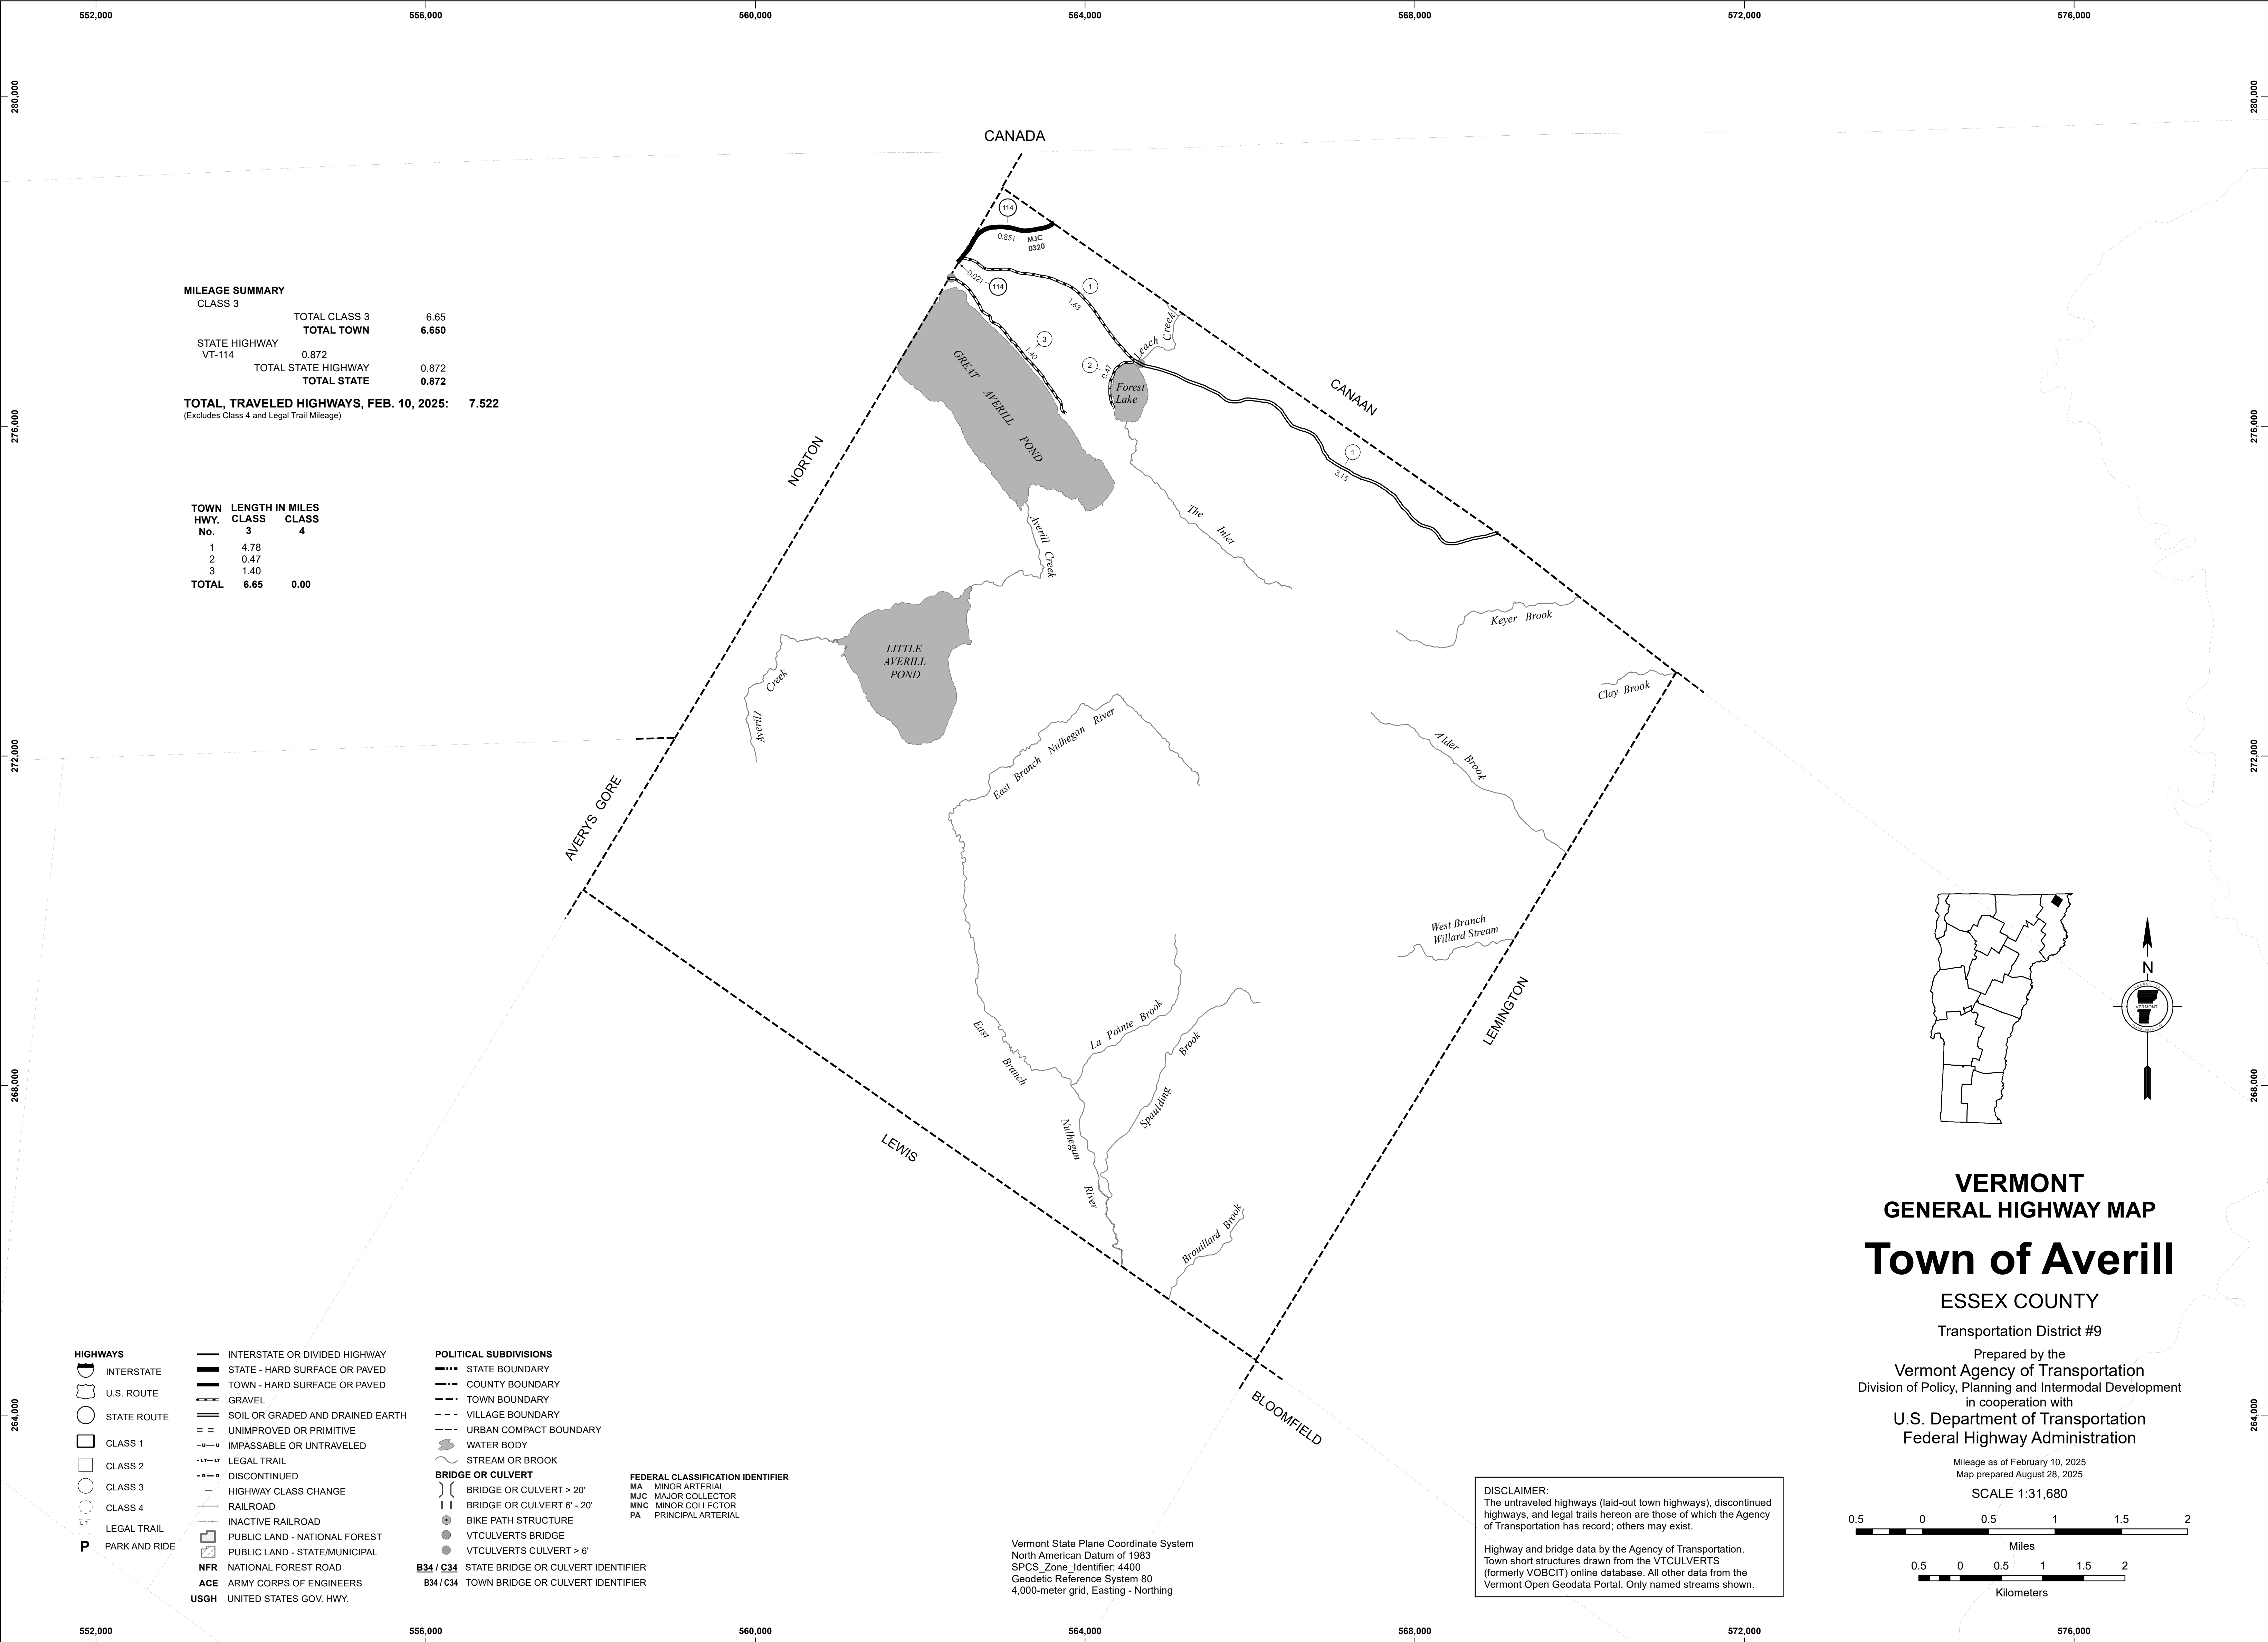 552,000 556,000 560,000 564,000 568,000 572,000 576,000
280,000
280,000
276,000
276,000
272,000
272,000
268,000
268,000
264,000
264,000
CANADA
114
0.851
MJC
0320
0.021
114
1
1.63
Leach Creek
3
1.40
2
0.47
Forest
Lake
GREAT AVERILL POND
CANAAN
1
3.15
NORTON
The Inlet
Averill Creek
Keyer Brook
LITTLE
AVERILL
POND
Clay Brook
Averill Creek
East Branch Nulhegan River
Alder Brook
AVERYS GORE
West Branch
Willard Stream
La Pointe Brook
LEMINGTON
East Branch Nulhegan River
Spaulding Brook
LEWIS
Brouillard Brook
BLOOMFIELD
MILEAGE SUMMARY
CLASS 3
TOTAL CLASS 3 6.65
TOTAL TOWN 6.650
STATE HIGHWAY
VT-114 0.872
TOTAL STATE HIGHWAY 0.872
TOTAL STATE 0.872
TOTAL, TRAVELED HIGHWAYS, FEB. 10, 2025: 7.522
(Excludes Class 4 and Legal Trail Mileage)
TOWN LENGTH IN MILES
HWY. CLASS CLASS
No. 3 4
1 4.78
2 0.47
3 1.40
TOTAL 6.65 0.00
N
VERMONT
VERMONT
GENERAL HIGHWAY MAP
Town of Averill
ESSEX COUNTY
Transportation District #9
Prepared by the
Vermont Agency of Transportation
Division of Policy, Planning and Intermodal Development
in cooperation with
U.S. Department of Transportation
Federal Highway Administration
Mileage as of February 10, 2025
Map prepared August 28, 2025
SCALE 1:31,680
0.5 0 0.5 1 1.5 2
Miles
0.5 0 0.5 1 1.5 2
Kilometers
HIGHWAYS
INTERSTATE
U.S. ROUTE
STATE ROUTE
CLASS 1
CLASS 2
CLASS 3
CLASS 4
LEGAL TRAIL
P PARK AND RIDE
INTERSTATE OR DIVIDED HIGHWAY
STATE - HARD SURFACE OR PAVED
TOWN - HARD SURFACE OR PAVED
GRAVEL
SOIL OR GRADED AND DRAINED EARTH
UNIMPROVED OR PRIMITIVE
U U IMPASSABLE OR UNTRAVELED
LT LT LEGAL TRAIL
D D DISCONTINUED
HIGHWAY CLASS CHANGE
RAILROAD
INACTIVE RAILROAD
PUBLIC LAND - NATIONAL FOREST
PUBLIC LAND - STATE/MUNICIPAL
NFR NATIONAL FOREST ROAD
ACE ARMY CORPS OF ENGINEERS
USGH UNITED STATES GOV. HWY.
POLITICAL SUBDIVISIONS
STATE BOUNDARY
COUNTY BOUNDARY
TOWN BOUNDARY
VILLAGE BOUNDARY
URBAN COMPACT BOUNDARY
WATER BODY
STREAM OR BROOK
BRIDGE OR CULVERT
BRIDGE OR CULVERT > 20'
BRIDGE OR CULVERT 6' - 20'
BIKE PATH STRUCTURE
VTCULVERTS BRIDGE
VTCULVERTS CULVERT > 6'
B34 / C34 STATE BRIDGE OR CULVERT IDENTIFIER
B34 / C34 TOWN BRIDGE OR CULVERT IDENTIFIER
FEDERAL CLASSIFICATION IDENTIFIER
MA MINOR ARTERIAL
MJC MAJOR COLLECTOR
MNC MINOR COLLECTOR
PA PRINCIPAL ARTERIAL
Vermont State Plane Coordinate System
North American Datum of 1983
SPCS_Zone_Identifier: 4400
Geodetic Reference System 80
4,000-meter grid, Easting - Northing
DISCLAIMER:
The untraveled highways (laid-out town highways), discontinued
highways, and legal trails hereon are those of which the Agency
of Transportation has record; others may exist.
Highway and bridge data by the Agency of Transportation.
Town short structures drawn from the VTCULVERTS
(formerly VOBCIT) online database. All other data from the
Vermont Open Geodata Portal. Only named streams shown.
552,000 556,000 560,000 564,000 568,000 572,000 576,000